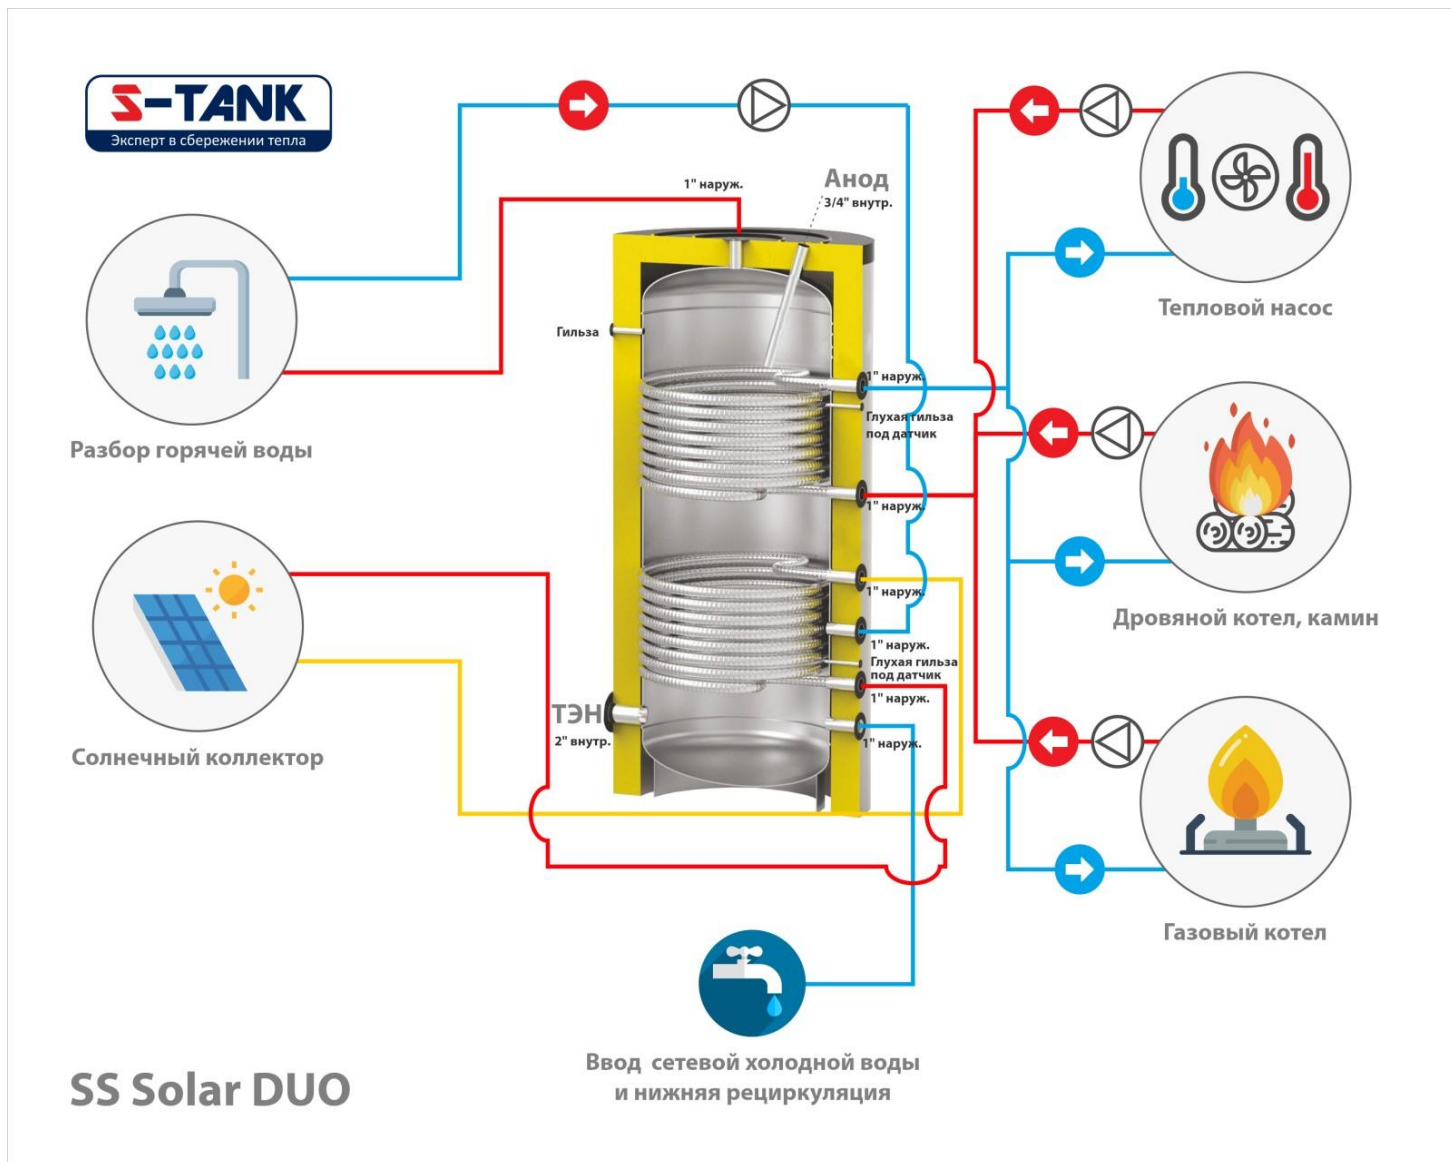 S-TANK
Эксперт в сбережении тепла
1" наруж.
Анод
3/4" внутр.
Гильза
Разбор горячей воды
Тепловой насос
1" наруж.
Глухая гильза
под датчик
1" наруж.
Дровяной котел, камин
1" наруж.
1" наруж.
Глухая гильза
под датчик
1" наруж.
ТЭН
2" внутр.
1" наруж.
Солнечный коллектор
Газовый котел
Ввод сетевой холодной воды
и нижняя рециркуляция
SS Solar DUO